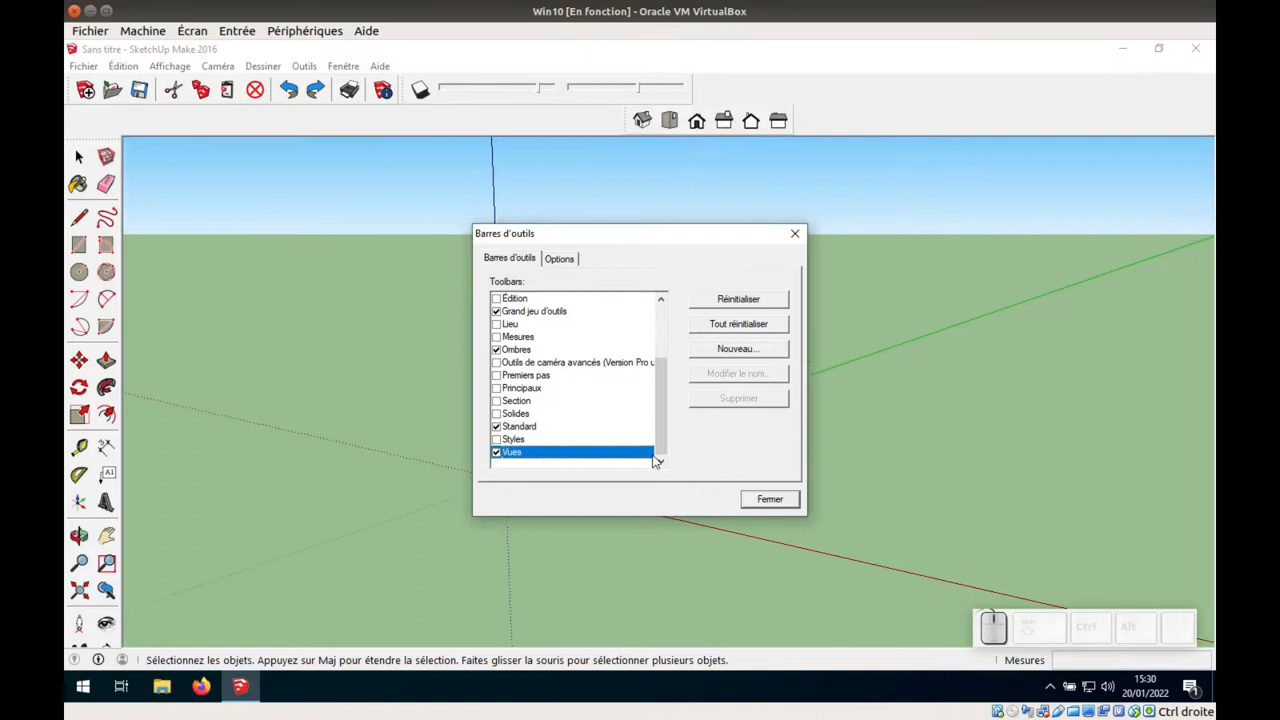 Win10 [En fonction] - Oracle VM VirtualBox
Fichier Machine Écran Entrée Périphériques Aide
Sans titre - SketchUp Make 2016
Fichier Édition Affichage Caméra Dessiner Outils Fenêtre Aide
Barres d'outils
Barres d'outils Options
Toolbars:
Édition
Grand jeu d'outils
Lieu
Mesures
Ombres
Outils de caméra avancés (Version Pro u
Premiers pas
Principaux
Section
Solides
Standard
Styles
Vues
Réinitialiser
Tout réinitialiser
Nouveau...
Modifier le nom...
Supprimer
Fermer
A1
Ctrl Alt
Sélectionnez les objets. Appuyez sur Maj pour étendre la sélection. Faites glisser la souris pour sélectionner plusieurs objets.
Mesures
15:30
20/01/2022
1
Ctrl droite